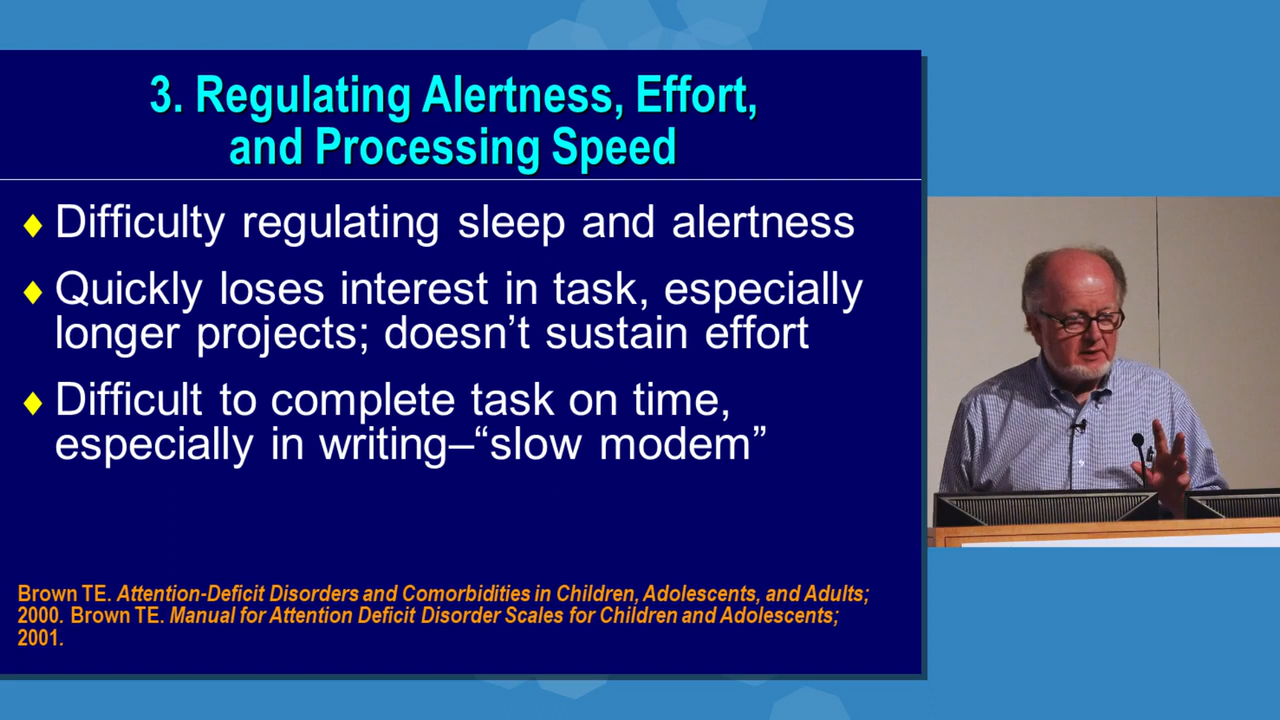 3. Regulating Alertness, Effort,
and Processing Speed
♦ Difficulty regulating sleep and alertness
♦ Quickly loses interest in task, especially
longer projects; doesn’t sustain effort
♦ Difficult to complete task on time,
especially in writing–“slow modem”
Brown TE. Attention-Deficit Disorders and Comorbidities in Children, Adolescents, and Adults;
2000. Brown TE. Manual for Attention Deficit Disorder Scales for Children and Adolescents;
2001.